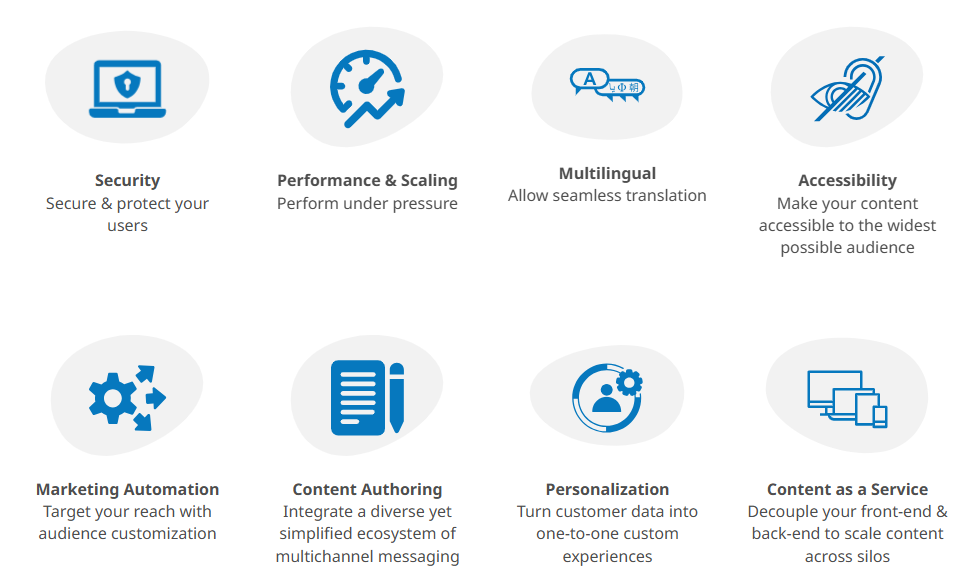 A
Security
Secure & protect your
users
Performance & Scaling
Perform under pressure
Multilingual
Allow seamless translation
Accessibility
Make your content
accessible to the widest
possible audience
Marketing Automation
Target your reach with
audience customization
Content Authoring
Integrate a diverse yet
simplified ecosystem of
multichannel messaging
Personalization
Turn customer data into
one-to-one custom
experiences
Content as a Service
Decouple your front-end &
back-end to scale content
across silos